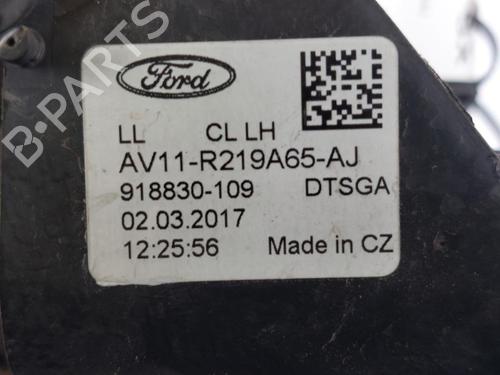 B-PARTS
Ford
LL CL LH
AV11-R219A65-AJ
918830-109 DTSGA
02.03.2017
12:25:56 Made in CZ